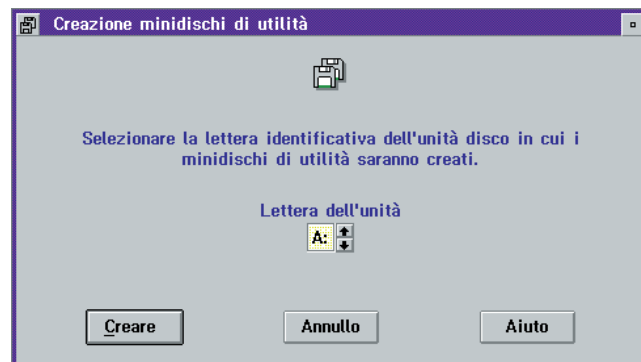 Creazione minidischi di utilità
Selezionare la lettera identificativa dell'unità disco in cui i
minidischi di utilità saranno creati.
Lettera dell'unità
A:
Creare
Annullo
Aiuto